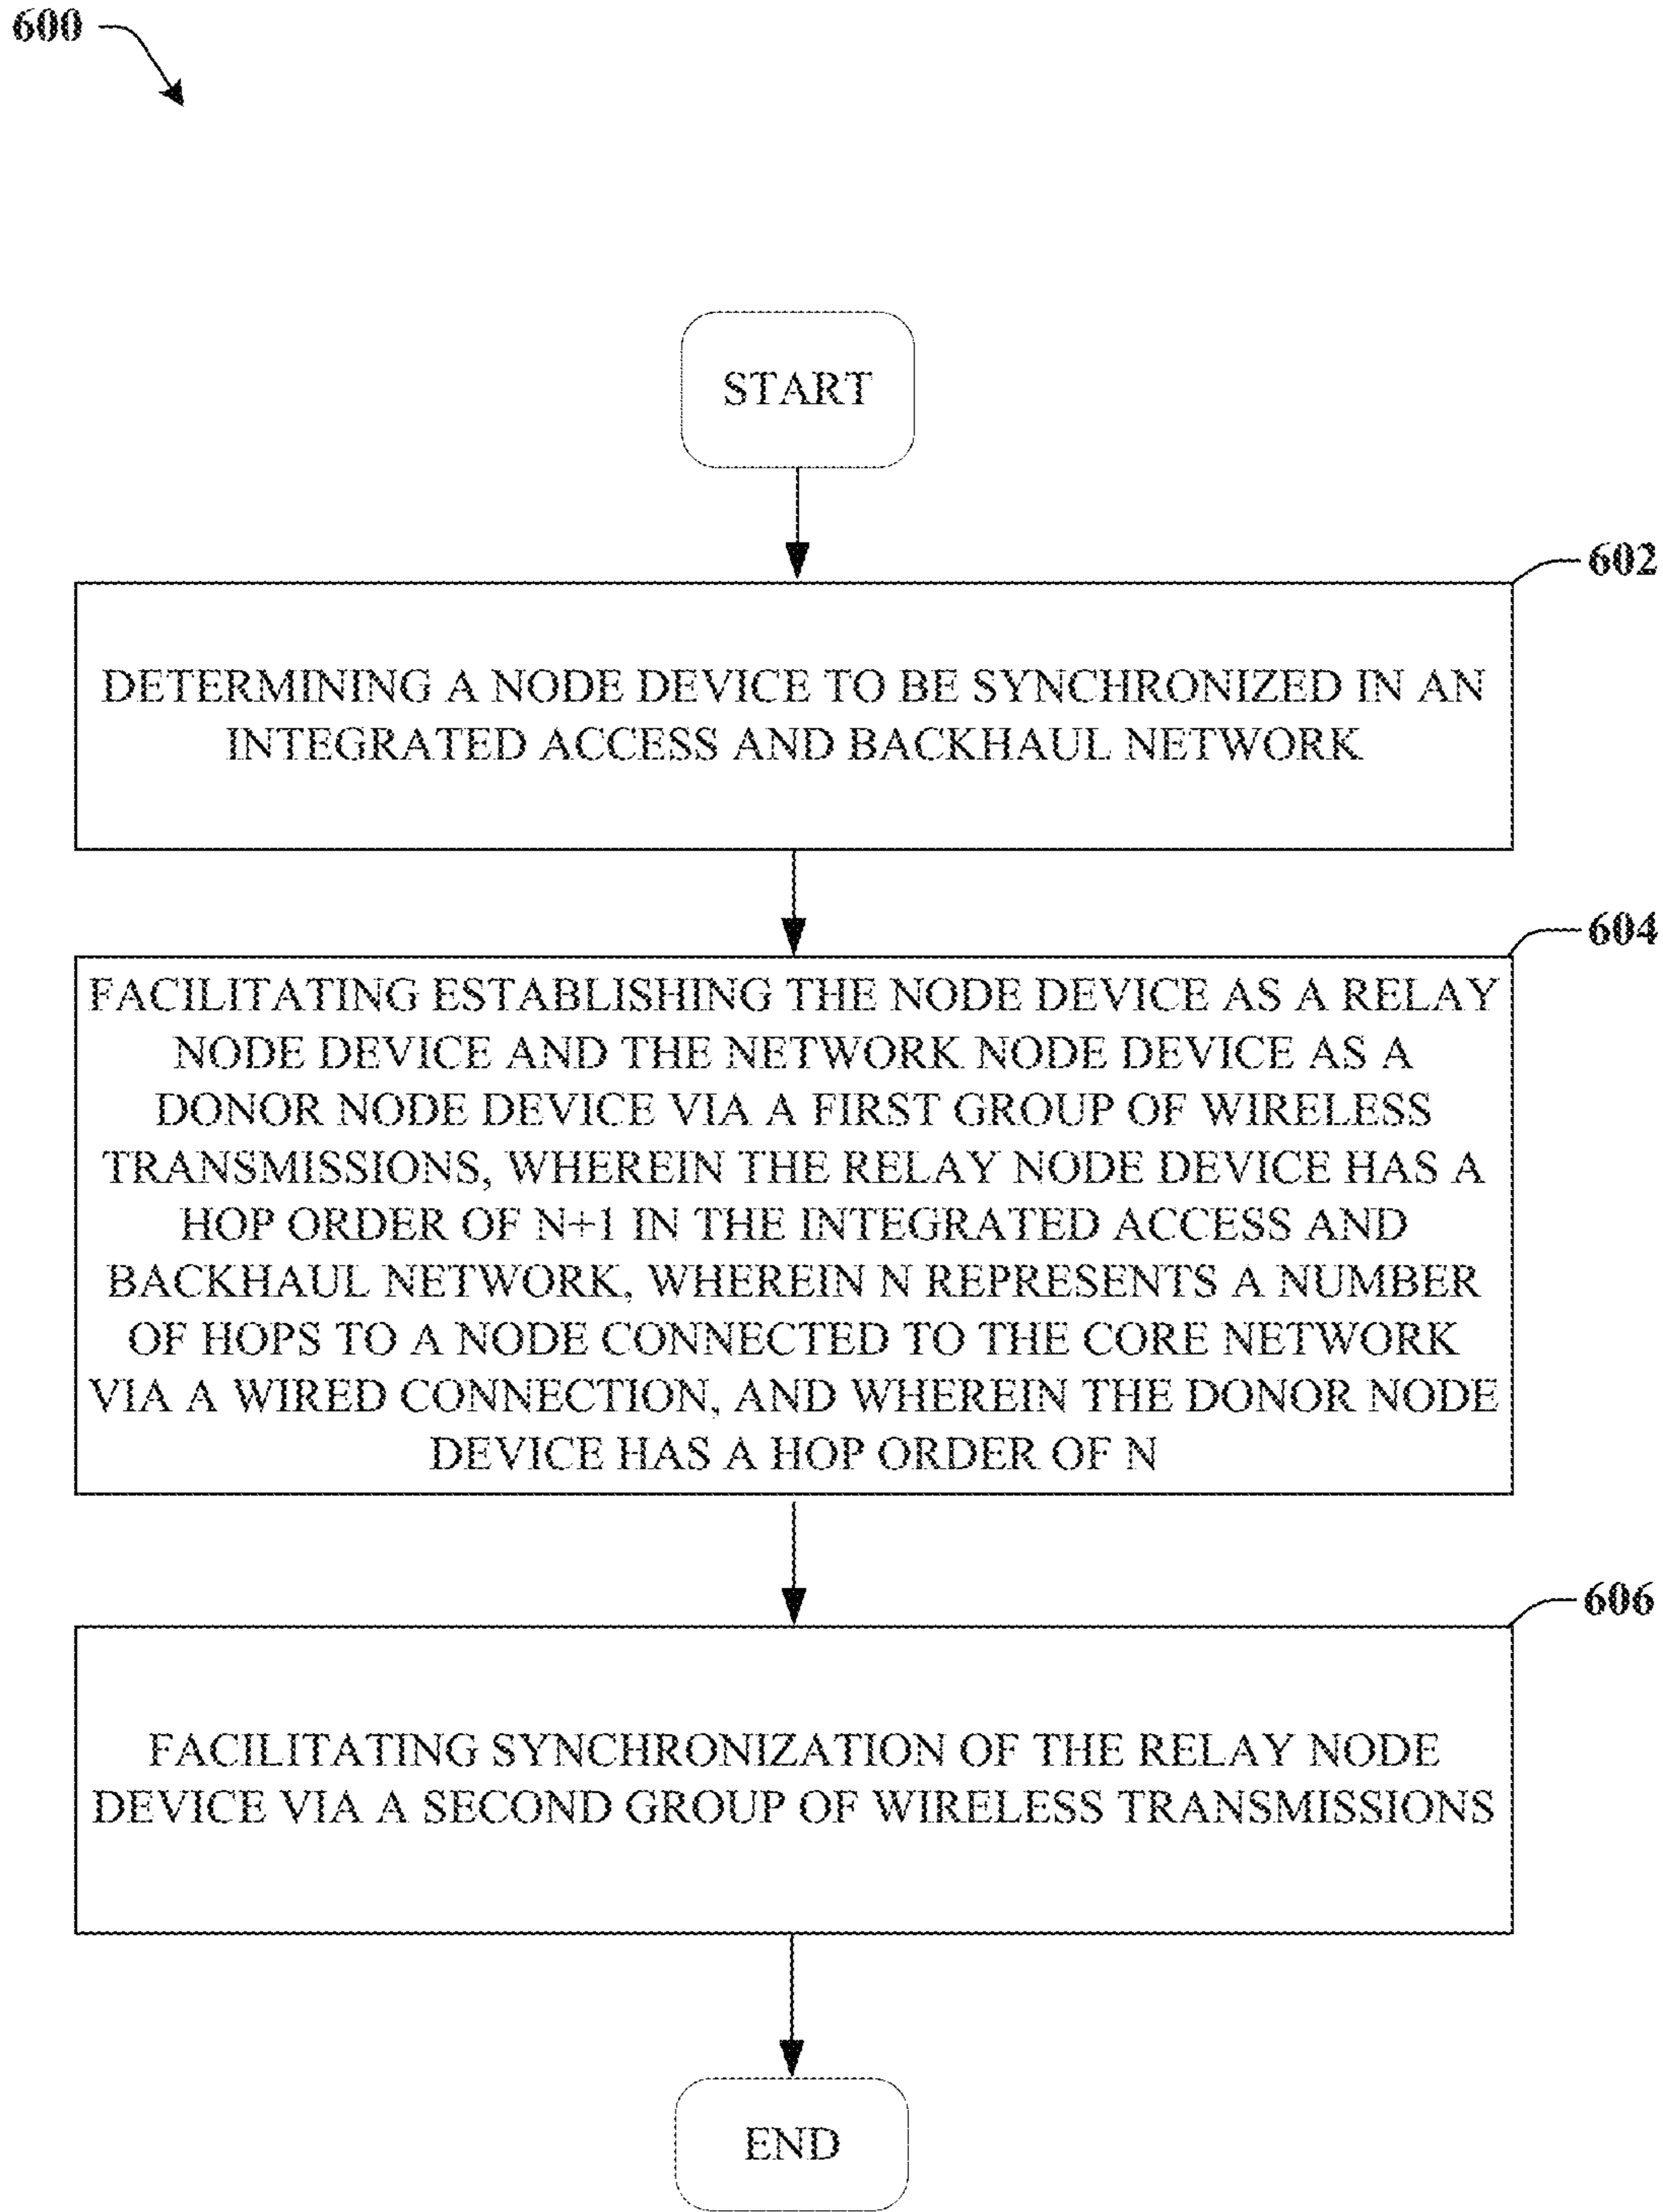 600
START
602
DETERMINING A NODE DEVICE TO BE SYNCHRONIZED IN AN
INTEGRATED ACCESS AND BACKHAUL NETWORK
604
FACILITATING ESTABLISHING THE NODE DEVICE AS A RELAY
NODE DEVICE AND THE NETWORK NODE DEVICE AS A
DONOR NODE DEVICE VIA A FIRST GROUP OF WIRELESS
TRANSMISSIONS, WHEREIN THE RELAY NODE DEVICE HAS A
HOP ORDER OF N+1 IN THE INTEGRATED ACCESS AND
BACKHAUL NETWORK, WHEREIN N REPRESENTS A NUMBER
OF HOPS TO A NODE CONNECTED TO THE CORE NETWORK
VIA A WIRED CONNECTION, AND WHEREIN THE DONOR NODE
DEVICE HAS A HOP ORDER OF N
606
FACILITATING SYNCHRONIZATION OF THE RELAY NODE
DEVICE VIA A SECOND GROUP OF WIRELESS TRANSMISSIONS
END